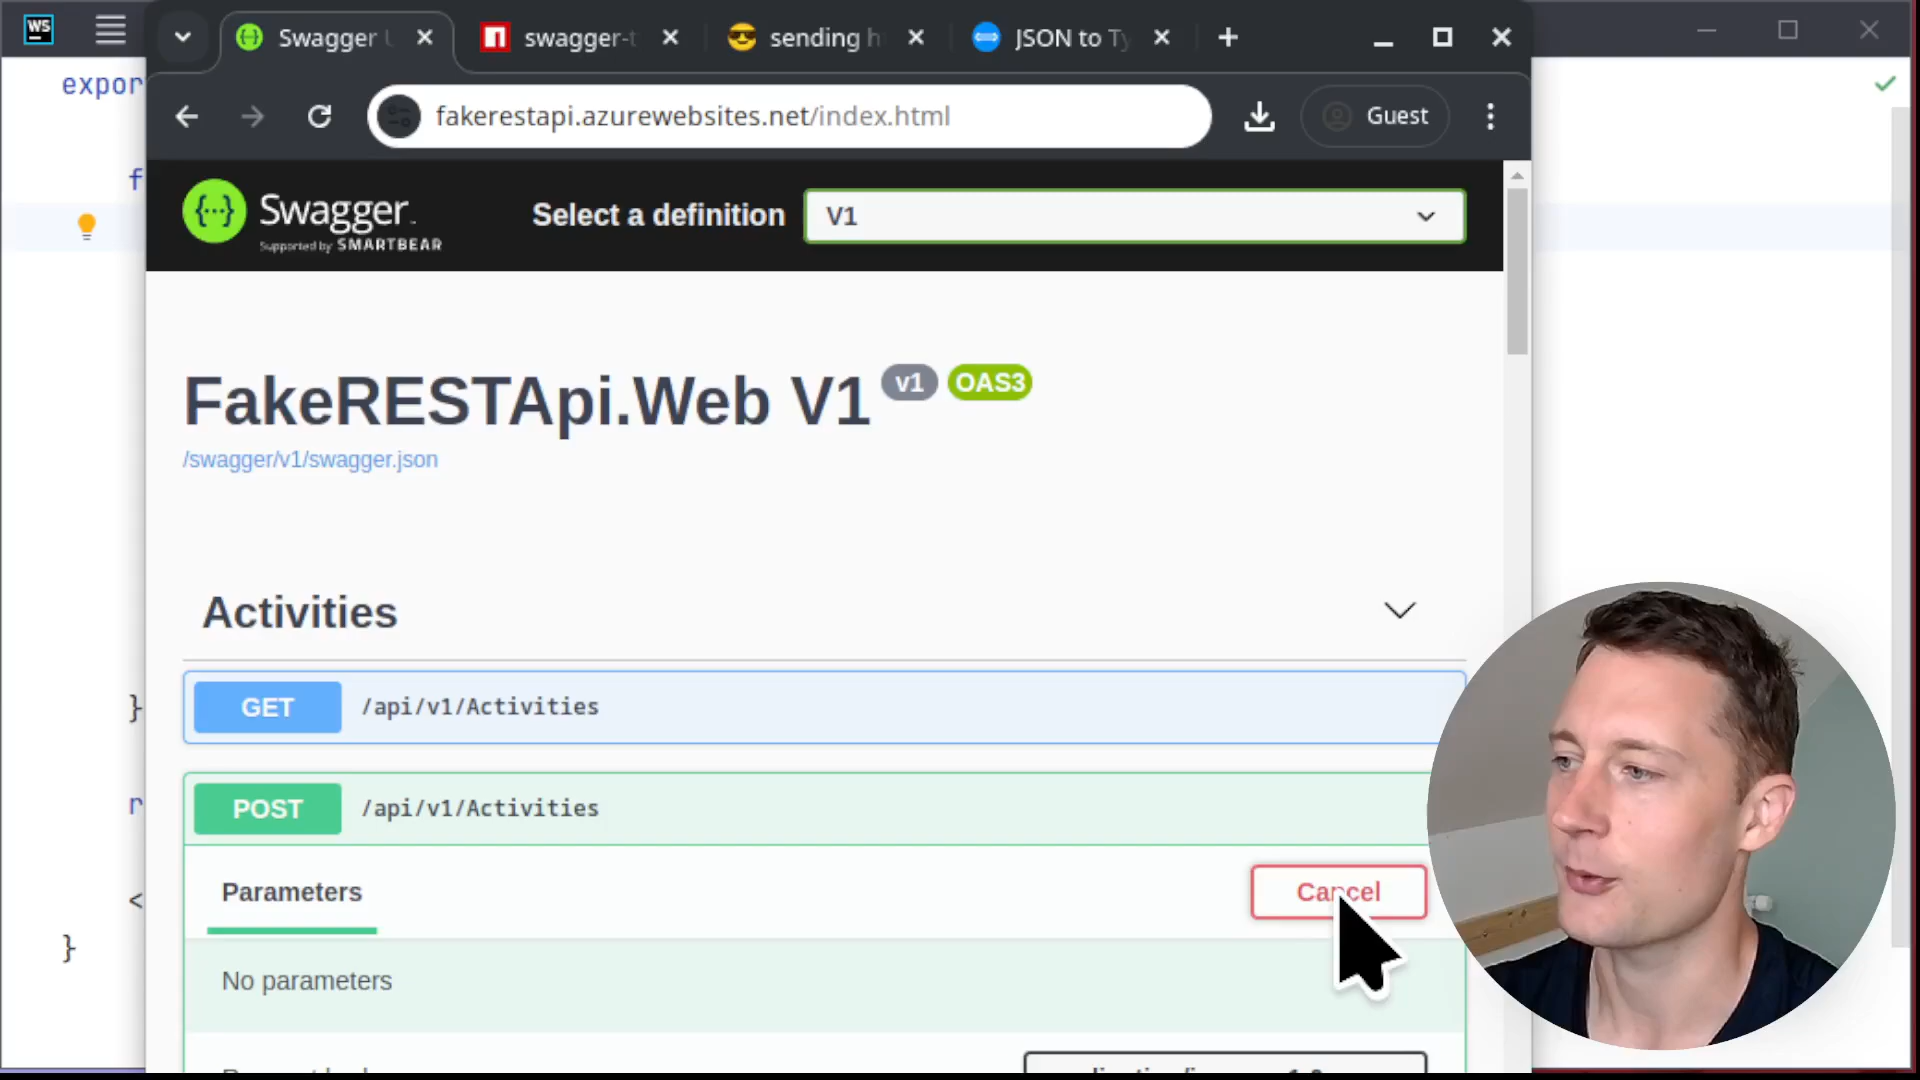 WS
Swagger
swagger-t
sending h
JSON to Ty
expor
fakerestapi.azurewebsites.net/index.html
Guest
f
Swagger
Supported by SMARTBEAR
Select a definition
V1
FakeRESTApi.Web V1 v1 OAS3
/swagger/v1/swagger.json
Activities
GET /api/v1/Activities
}
POST /api/v1/Activities
r
Parameters
Cancel
<
}
No parameters